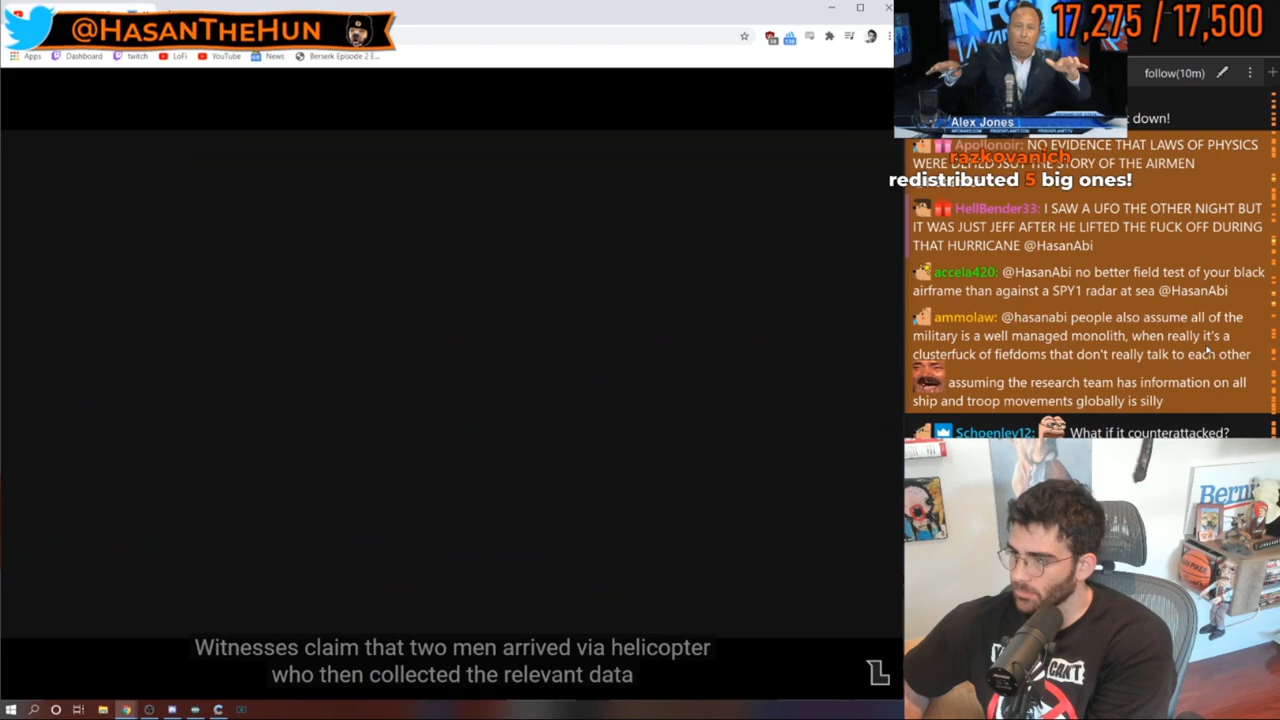 @HASANTHEHUN
17,275 / 17,500
Apps
Dashboard
twitch
LoFi
YouTube
News
Berserk Episode 2 E...
INFO
Alex Jones
follow(10m)
t down!
Apollonoir: NO EVIDENCE THAT LAWS OF PHYSICS
WERE DEFIED JSUT THE STORY OF THE AIRMEN
razkovanich
redistributed 5 big ones!
HellBender33: I SAW A UFO THE OTHER NIGHT BUT
IT WAS JUST JEFF AFTER HE LIFTED THE FUCK OFF DURING
THAT HURRICANE @HasanAbi
accela420: @HasanAbi no better field test of your black
airframe than against a SPY1 radar at sea @HasanAbi
ammolaw: @hasanabi people also assume all of the
military is a well managed monolith, when really it's a
clusterfuck of fiefdoms that don't really talk to each other
assuming the research team has information on all
ship and troop movements globally is silly
Schoenley12: What if it counterattacked?
Witnesses claim that two men arrived via helicopter
who then collected the relevant data
Berni
CAN'T